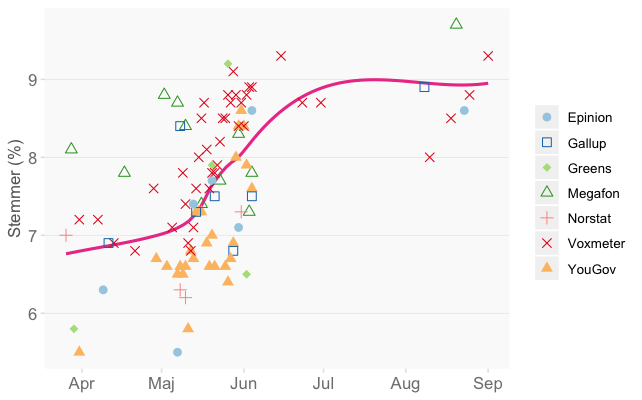 Stemmer (%)
9
8
7
6
Apr Maj Jun Jul Aug Sep
Epinion
Gallup
Greens
Megafon
Norstat
Voxmeter
YouGov